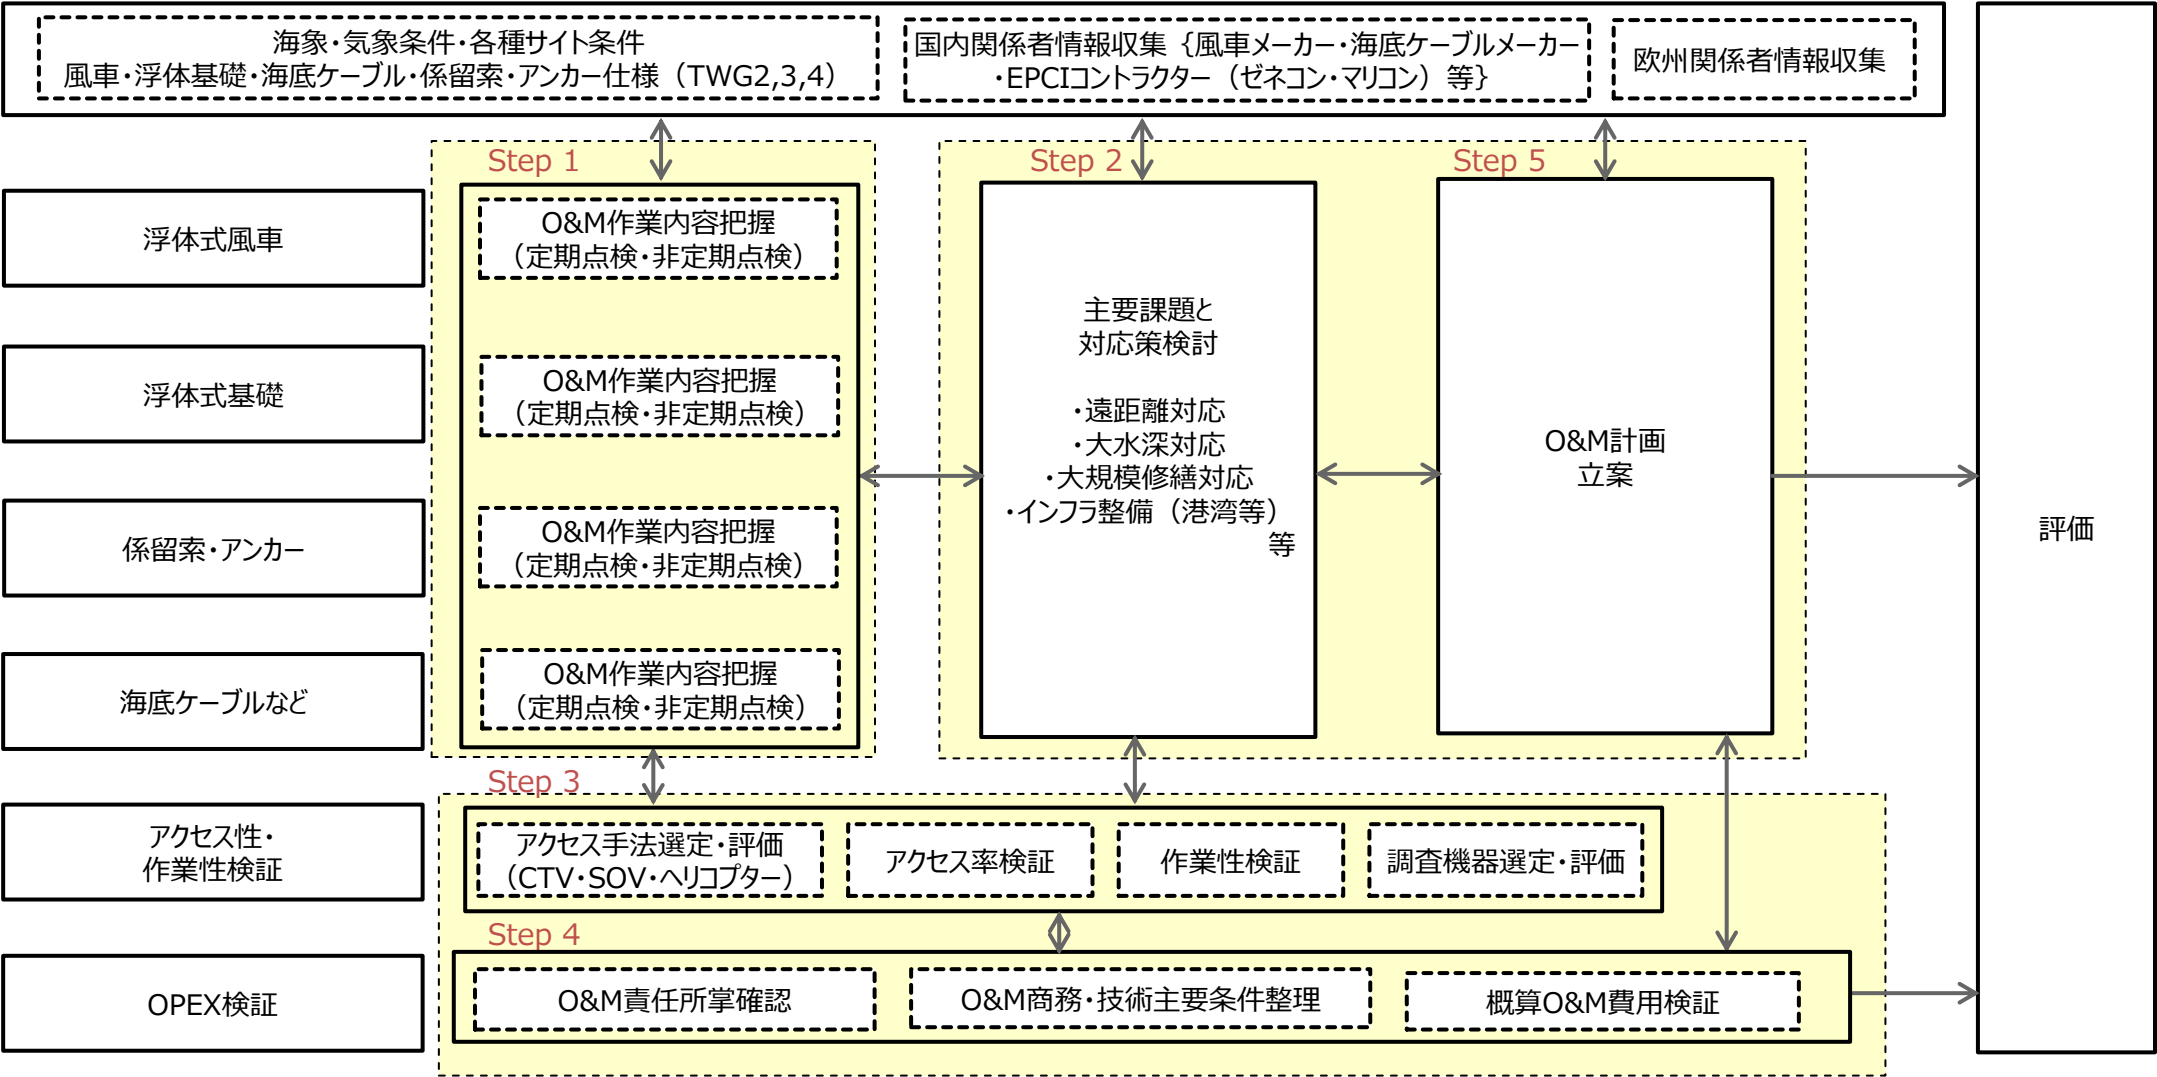 海象・気象条件・各種サイト条件
風車・浮体基礎・海底ケーブル・係留索・アンカー仕様（TWG2,3,4）
国内関係者情報収集｛風車メーカー・海底ケーブルメーカー
・EPCIコントラクター（ゼネコン・マリコン）等｝
欧州関係者情報収集
評価
Step 1
Step 2
Step 5
浮体式風車
O&M作業内容把握
（定期点検・非定期点検）
浮体式基礎
O&M作業内容把握
（定期点検・非定期点検）
係留索・アンカー
O&M作業内容把握
（定期点検・非定期点検）
海底ケーブルなど
O&M作業内容把握
（定期点検・非定期点検）
主要課題と
対応策検討
・遠距離対応
・大水深対応
・大規模修繕対応
・インフラ整備（港湾等）
等
O&M計画
立案
Step 3
アクセス性・
作業性検証
アクセス手法選定・評価
（CTV・SOV・ヘリコプター）
アクセス率検証
作業性検証
調査機器選定・評価
Step 4
OPEX検証
O&M責任所掌確認
O&M商務・技術主要条件整理
概算O&M費用検証